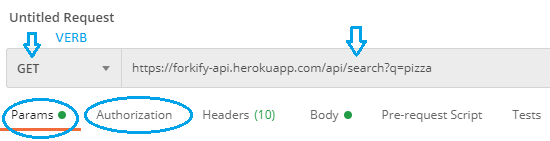 Untitled Request
VERB
GET https://forkify-api.herokuapp.com/api/search?q=pizza
Params Authorization Headers (10) Body Pre-request Script Tests